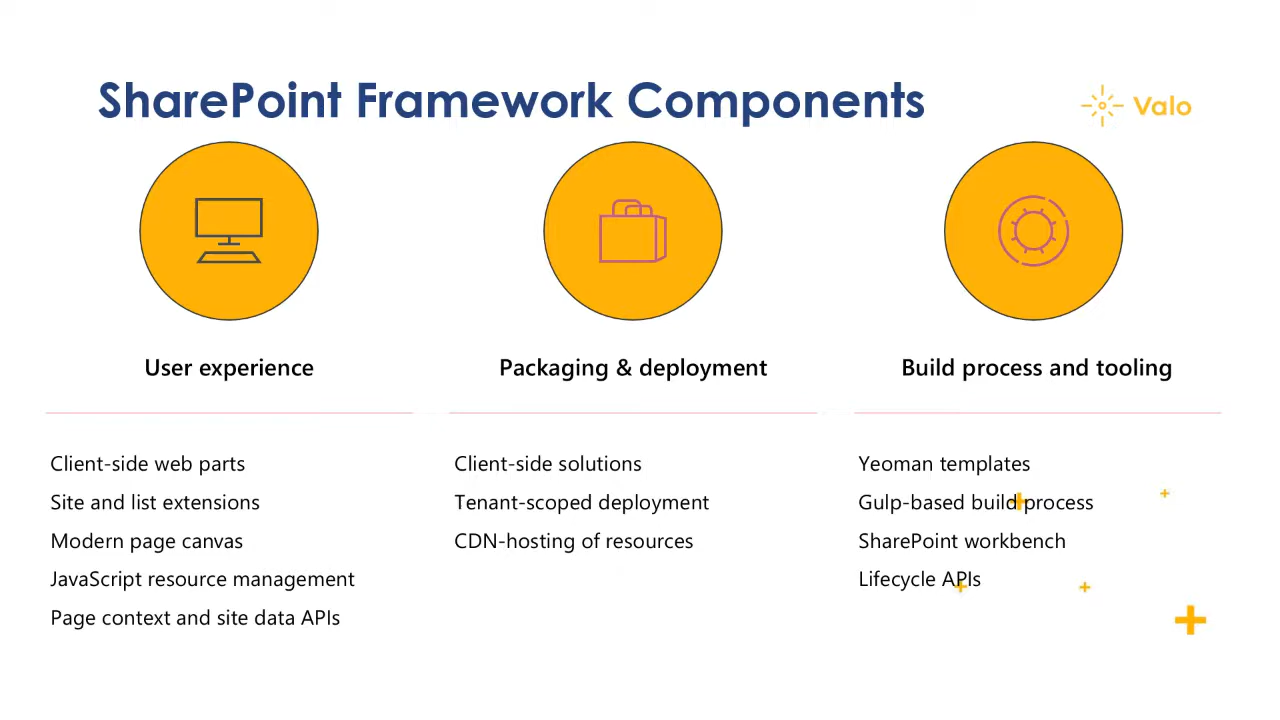 SharePoint Framework Components
Valo
User experience
Client-side web parts
Site and list extensions
Modern page canvas
JavaScript resource management
Page context and site data APIs
Packaging & deployment
Client-side solutions
Tenant-scoped deployment
CDN-hosting of resources
Build process and tooling
Yeoman templates
Gulp-based build process
SharePoint workbench
Lifecycle APIs